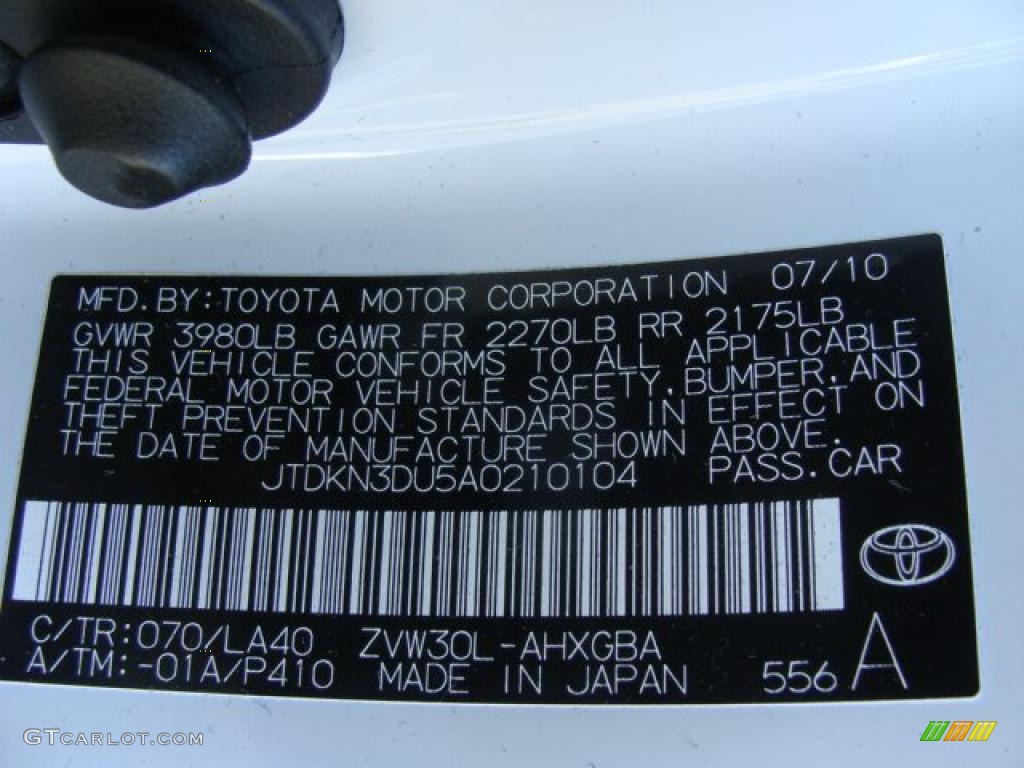 MFD.BY:TOYOTA MOTOR CORPORATION 07/10
GVWR 3980LB GAWR FR 2270LB RR 2175LB
THIS VEHICLE CONFORMS TO ALL APPLICABLE
FEDERAL MOTOR VEHICLE SAFETY,BUMPER,AND
THEFT PREVENTION STANDARDS IN EFFECT ON
THE DATE OF MANUFACTURE SHOWN ABOVE.
JTDKN3DU5A0210104 PASS.CAR
C/TR:070/LA40 ZVW30L-AHXGBA
A/TM:-01A/P410 MADE IN JAPAN 556 A
GTCARLOT.COM